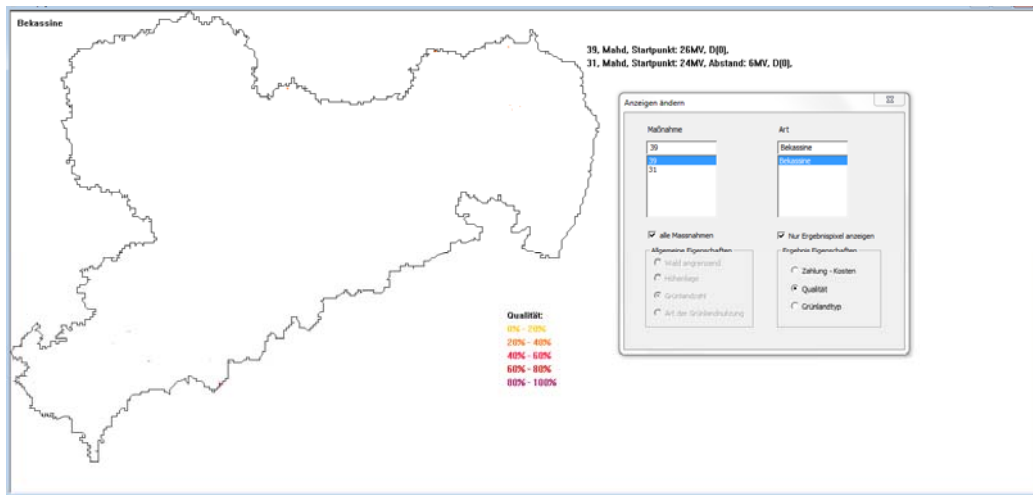 Bekassine
39, Mahd, Startpunkt: 26MV, D(0),
31, Mahd, Startpunkt: 24MV, Abstand: 6MV, D(0),
Anzeigen ändern
Maßnahme
Art
39
Bekassine
39
Bekassine
31
alle Massnahmen
Nur Ergebnispixel anzeigen
Allgemeine Eigenschaften
Ergebnis Eigenschaften
Wald angrenzend
Zahlung - Kosten
Höhenlage
Qualität
Grünlandzahl
Grünlandtyp
Art der Grünlandnutzung
Qualität:
0% - 20%
20% - 40%
40% - 60%
60% - 80%
80% - 100%